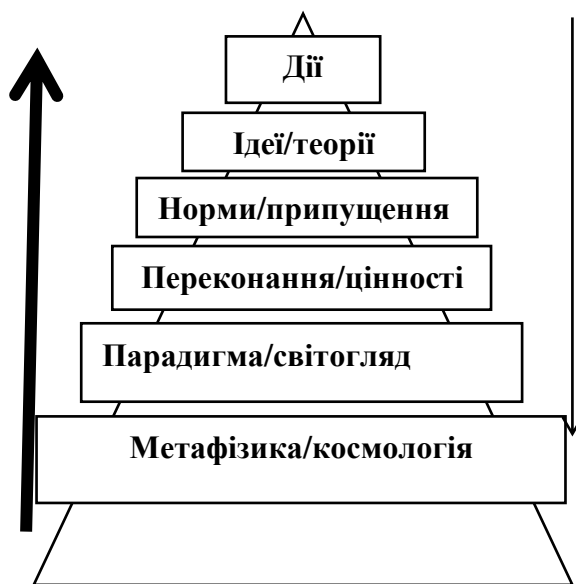 Дії
Ідеї/теорії
Норми/припущення
Переконання/цінності
Парадигма/світогляд
Метафізика/космологія